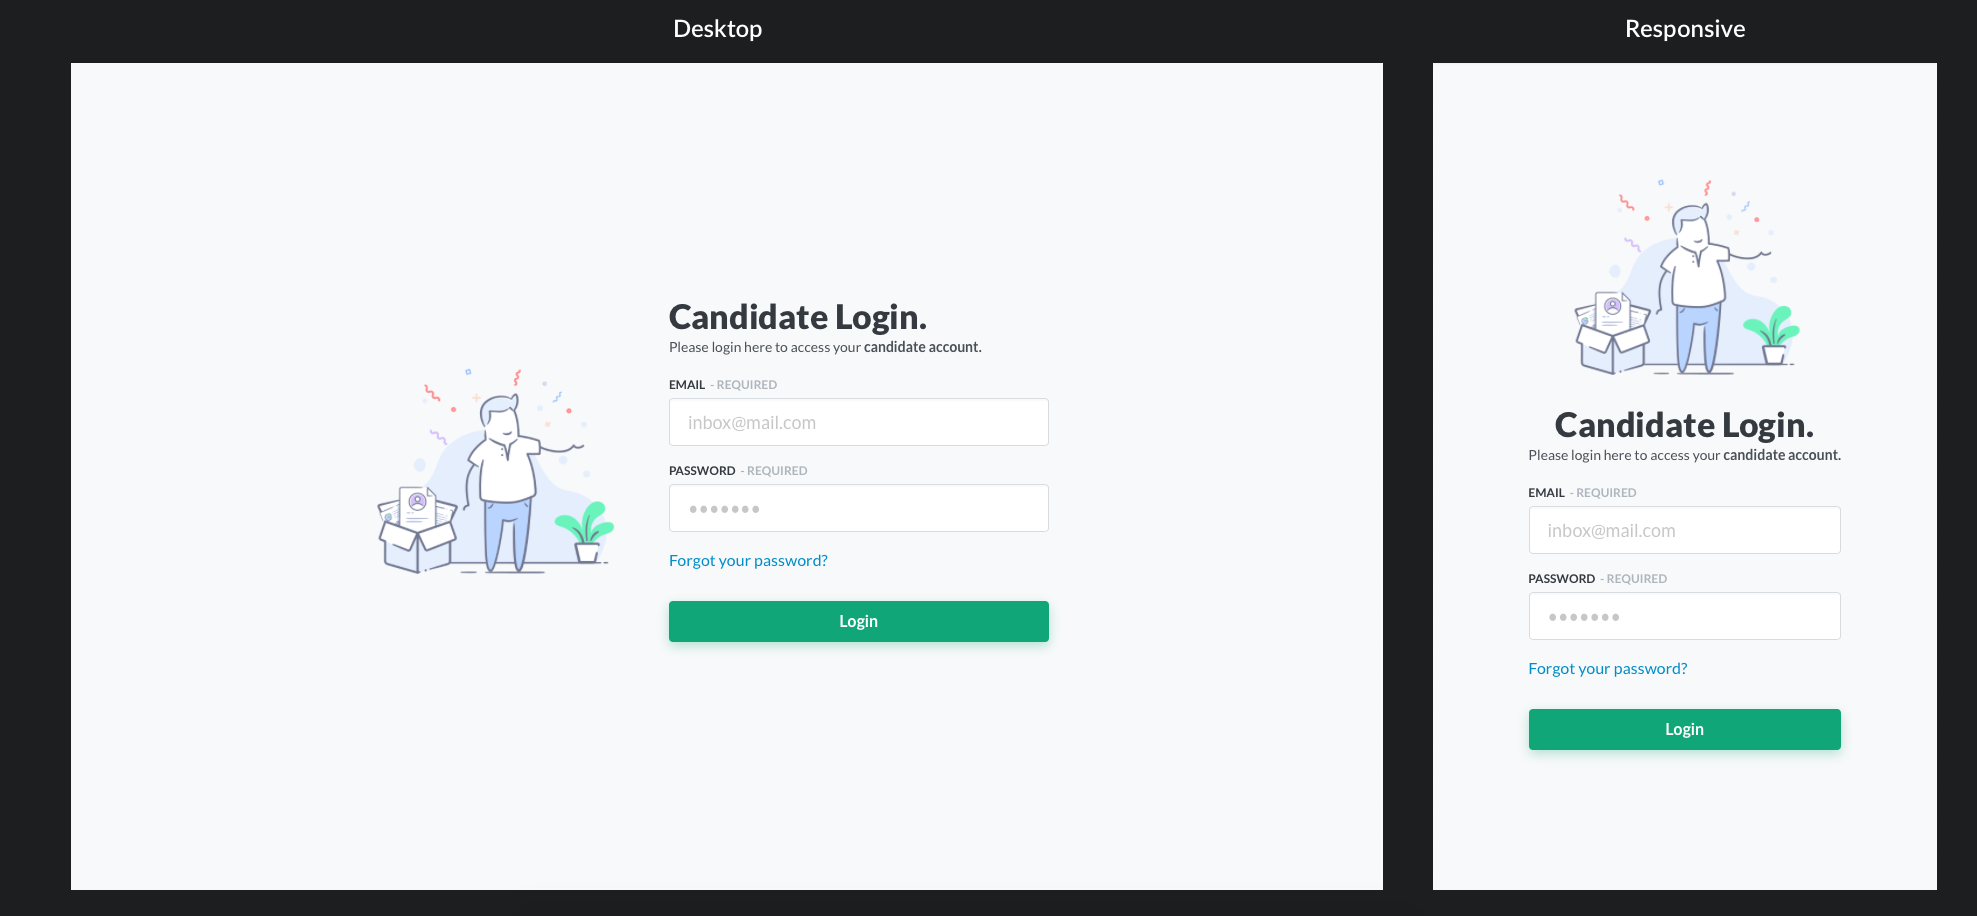 Desktop
Candidate Login.
Please login here to access your candidate account.
EMAIL - REQUIRED
inbox@mail.com
PASSWORD - REQUIRED
•••••••
Forgot your password?
Login
Responsive
Candidate Login.
Please login here to access your candidate account.
EMAIL - REQUIRED
inbox@mail.com
PASSWORD - REQUIRED
•••••••
Forgot your password?
Login